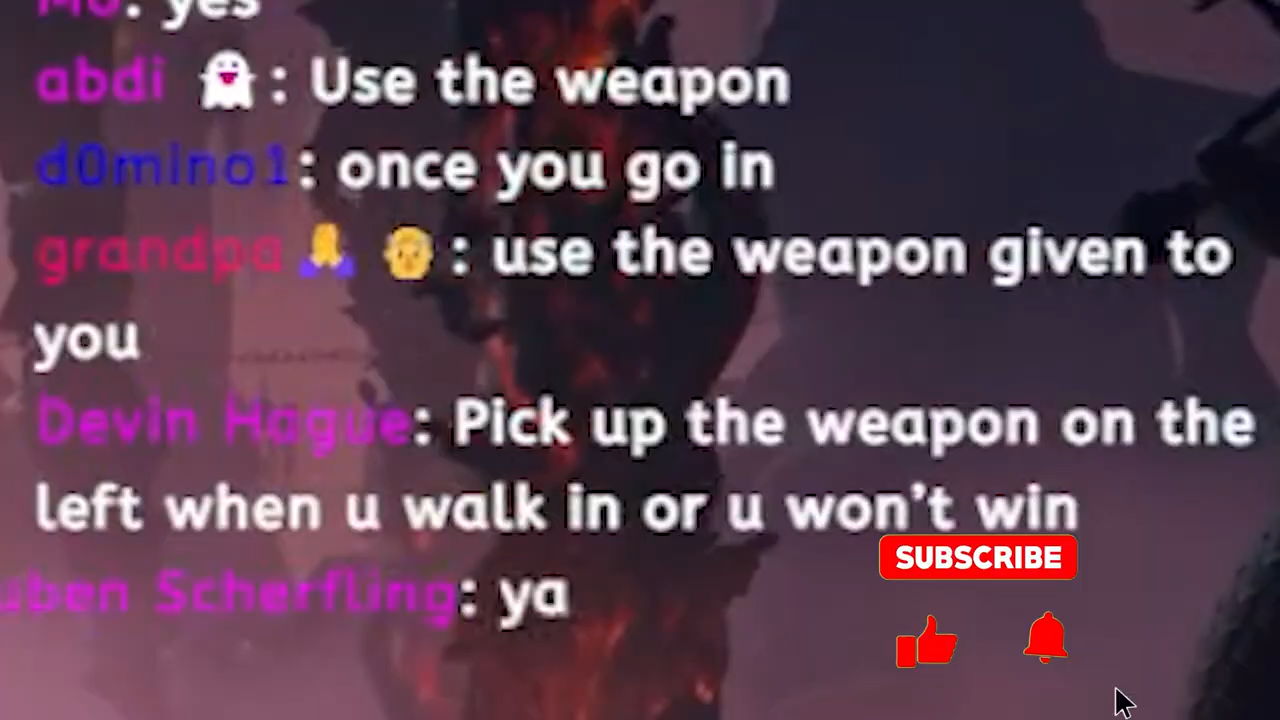 Mo: yes
abdi 👻: Use the weapon
d0mino1: once you go in
grandpa🙏 👴: use the weapon given to
you
Devin Hague: Pick up the weapon on the
left when u walk in or u won't win
uben Scherfling: ya
SUBSCRIBE